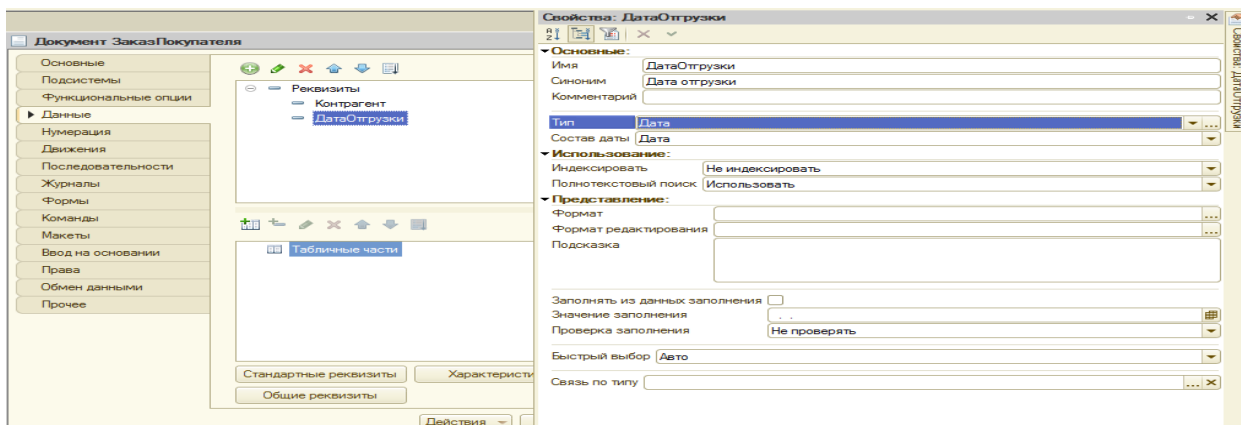 Документ ЗаказПокупателя
Основные
Подсистемы
Функциональные опции
Данные
Нумерация
Движения
Последовательности
Журналы
Формы
Команды
Макеты
Ввод на основании
Права
Обмен данными
Прочее
Реквизиты
Контрагент
ДатаОтгрузки
Табличные части
Стандартные реквизиты
Характеристи
Общие реквизиты
Действия
Свойства: ДатаОтгрузки
Основные:
Имя ДатаОтгрузки
Синоним Дата отгрузки
Комментарий
Тип Дата
Состав даты Дата
Использование:
Индексировать Не индексировать
Полнотекстовый поиск Использовать
Представление:
Формат
Формат редактирования
Подсказка
Заполнять из данных заполнения
Значение заполнения . .
Проверка заполнения Не проверять
Быстрый выбор Авто
Связь по типу
Свойства: ДатаОтгрузки